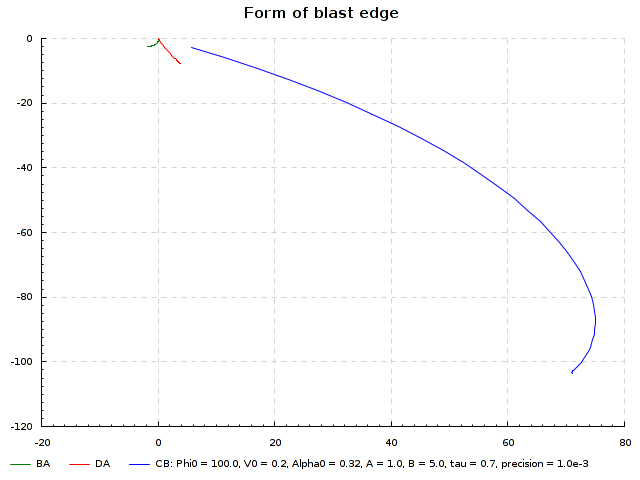 Form of blast edge
0
-20
-40
-60
-80
-100
-120
-20 0 20 40 60 80
BA DA CB: Phi0 = 100.0, V0 = 0.2, Alpha0 = 0.32, A = 1.0, B = 5.0, tau = 0.7, precision = 1.0e-3